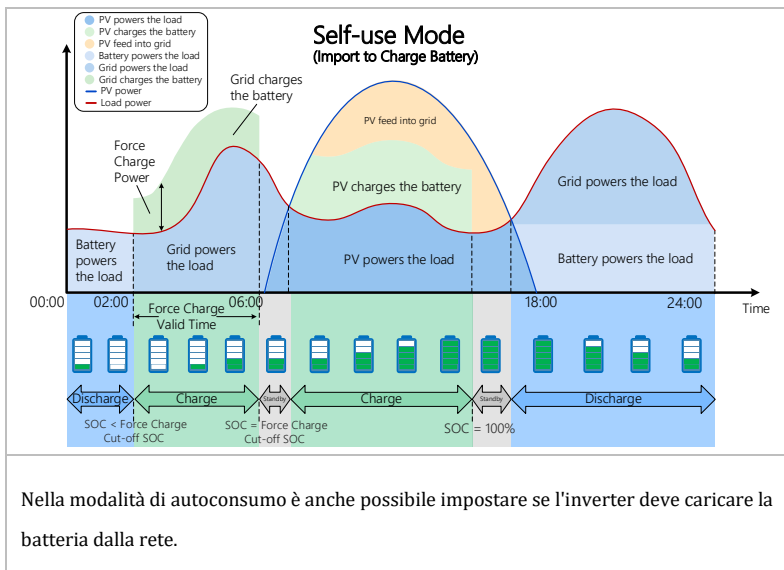 PV powers the load
PV charges the battery
PV feed into grid
Battery powers the load
Grid powers the load
Grid charges the battery
PV power
Load power
Self-use Mode
(Import to Charge Battery)
Grid charges
the battery
Force
Charge
Power
PV feed into grid
PV charges the battery
Grid powers the load
Battery
powers
the load
Grid powers
the load
PV powers the load
Battery powers the load
00:00
02:00
06:00
18:00
24:00
Time
Force Charge
Valid Time
Discharge
Charge
Standby
Charge
Standby
Discharge
SOC < Force Charge
Cut-off SOC
SOC = Force Charge
Cut-off SOC
SOC = 100%
Nella modalità di autoconsumo è anche possibile impostare se l'inverter deve caricare la
batteria dalla rete.